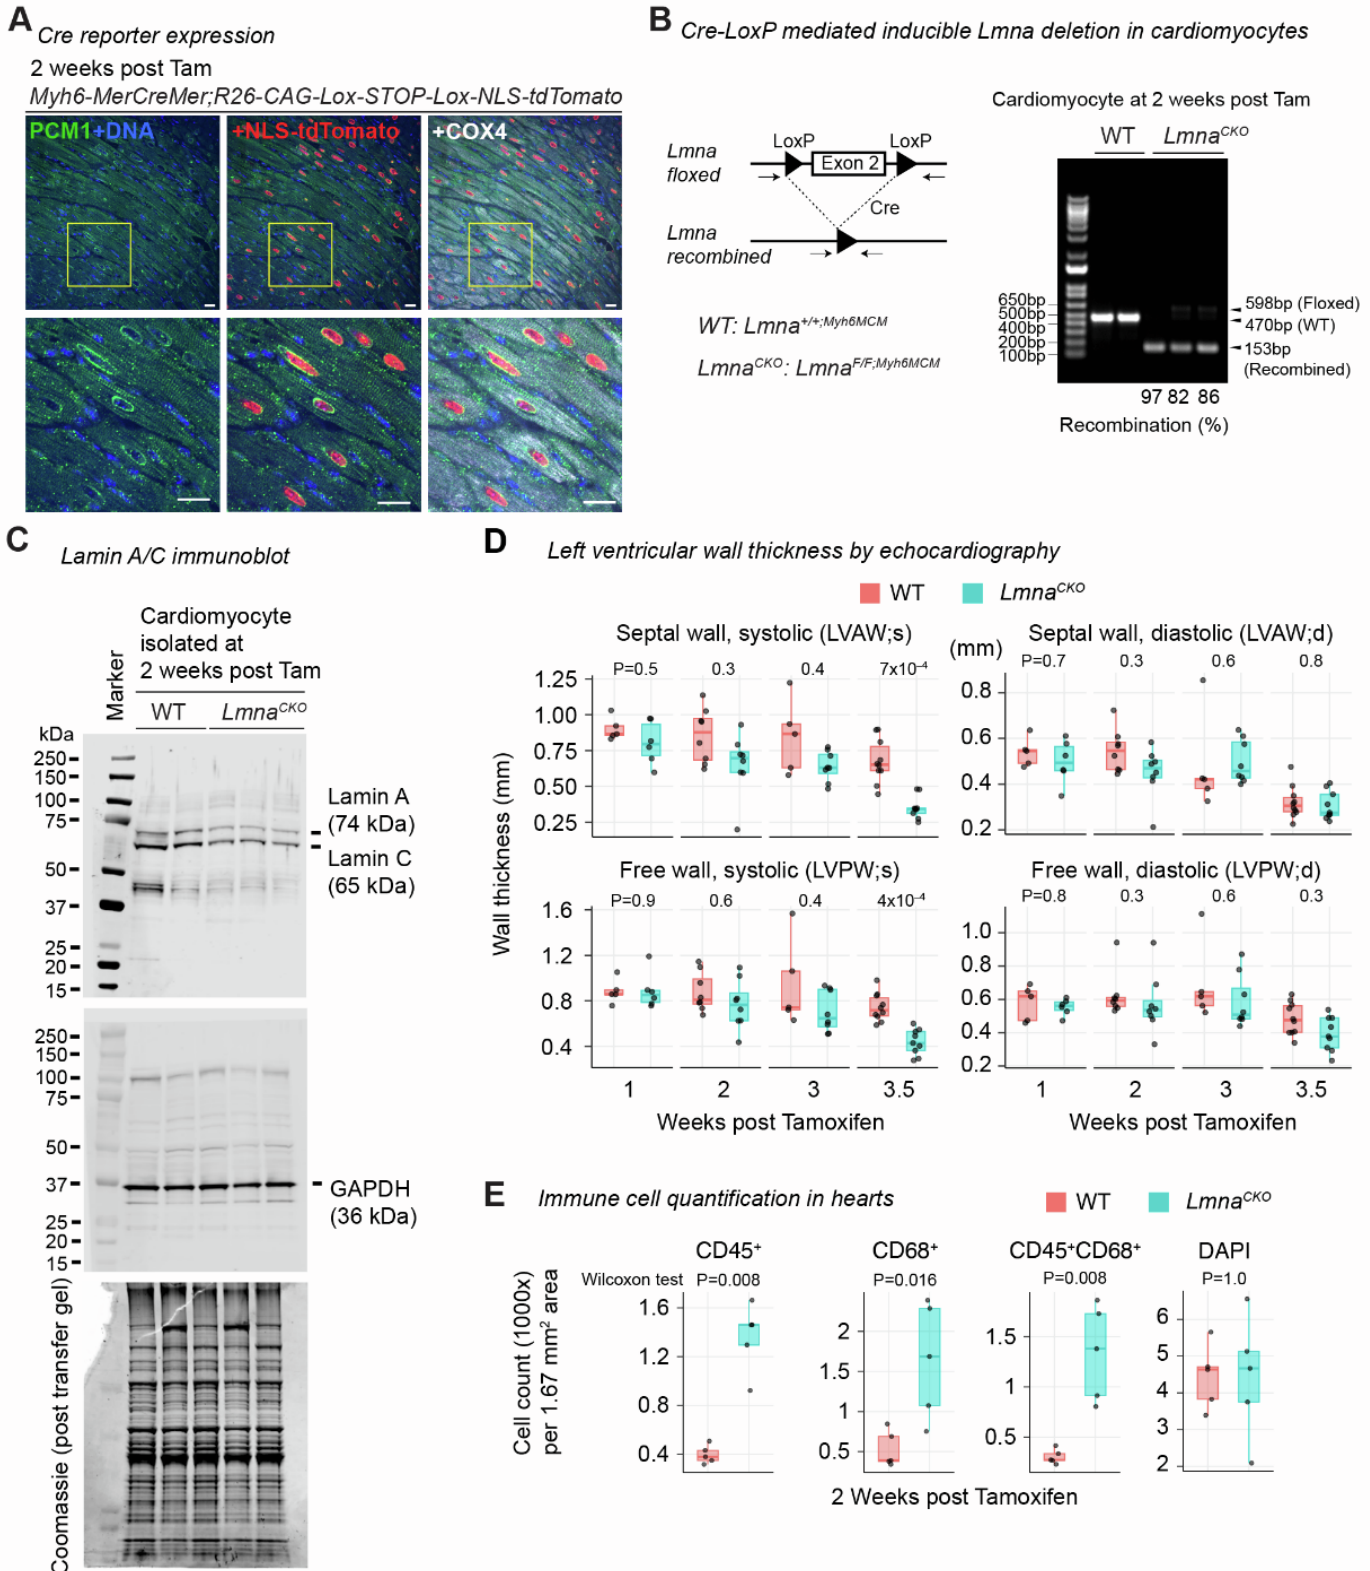 A Cre reporter expression
2 weeks post Tam
Myh6-MerCreMer;R26-CAG-Lox-STOP-Lox-NLS-tdTomato
PCM1+DNA +NLS-tdTomato +COX4
B Cre-LoxP mediated inducible Lmna deletion in cardiomyocytes
Cardiomyocyte at 2 weeks post Tam
WT Lmna^CKO
Lmna floxed
LoxP Exon 2 LoxP
Cre
Lmna recombined
WT: Lmna^+/+;Myh6MCM
Lmna^CKO: Lmna^F/F;Myh6MCM
650bp
500bp
400bp
200bp
100bp
598bp (Floxed)
470bp (WT)
153bp
(Recombined)
97 82 86
Recombination (%)
C Lamin A/C immunoblot
Cardiomyocyte
isolated at
2 weeks post Tam
Marker
WT Lmna^CKO
kDa
250
150
100
75
50
37
25
20
15
Lamin A
(74 kDa)
Lamin C
(65 kDa)
250
150
100
75
50
37
25
20
15
GAPDH
(36 kDa)
Coomassie (post transfer gel)
D Left ventricular wall thickness by echocardiography
WT Lmna^CKO
Wall thickness (mm)
Septal wall, systolic (LVAW;s)
P=0.5 0.3 0.4 7x10^-4
1.25
1.00
0.75
0.50
0.25
(mm)
Septal wall, diastolic (LVAW;d)
P=0.7 0.3 0.6 0.8
0.8
0.6
0.4
0.2
Free wall, systolic (LVPW;s)
P=0.9 0.6 0.4 4x10^-4
1.6
1.2
0.8
0.4
1 2 3 3.5
Weeks post Tamoxifen
Free wall, diastolic (LVPW;d)
P=0.8 0.3 0.6 0.3
1.0
0.8
0.6
0.4
0.2
1 2 3 3.5
Weeks post Tamoxifen
E Immune cell quantification in hearts
WT Lmna^CKO
Cell count (1000x)
per 1.67 mm² area
CD45⁺ CD68⁺ CD45⁺CD68⁺ DAPI
Wilcoxon test P=0.008 P=0.016 P=0.008 P=1.0
1.6
1.2
0.8
0.4
2
1.5
1
0.5
1.5
1
0.5
6
5
4
3
2
2 Weeks post Tamoxifen